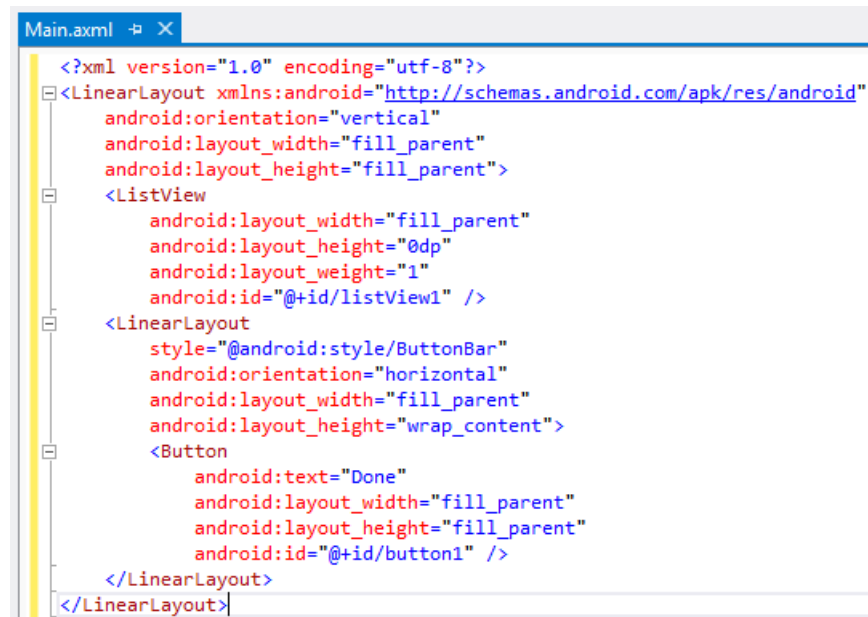 Main.axml
<?xml version="1.0" encoding="utf-8"?>
<LinearLayout xmlns:android="http://schemas.android.com/apk/res/android"
    android:orientation="vertical"
    android:layout_width="fill_parent"
    android:layout_height="fill_parent">
    <ListView
        android:layout_width="fill_parent"
        android:layout_height="0dp"
        android:layout_weight="1"
        android:id="@+id/listView1" />
    <LinearLayout
        style="@android:style/ButtonBar"
        android:orientation="horizontal"
        android:layout_width="fill_parent"
        android:layout_height="wrap_content">
        <Button
            android:text="Done"
            android:layout_width="fill_parent"
            android:layout_height="fill_parent"
            android:id="@+id/button1" />
    </LinearLayout>
</LinearLayout>